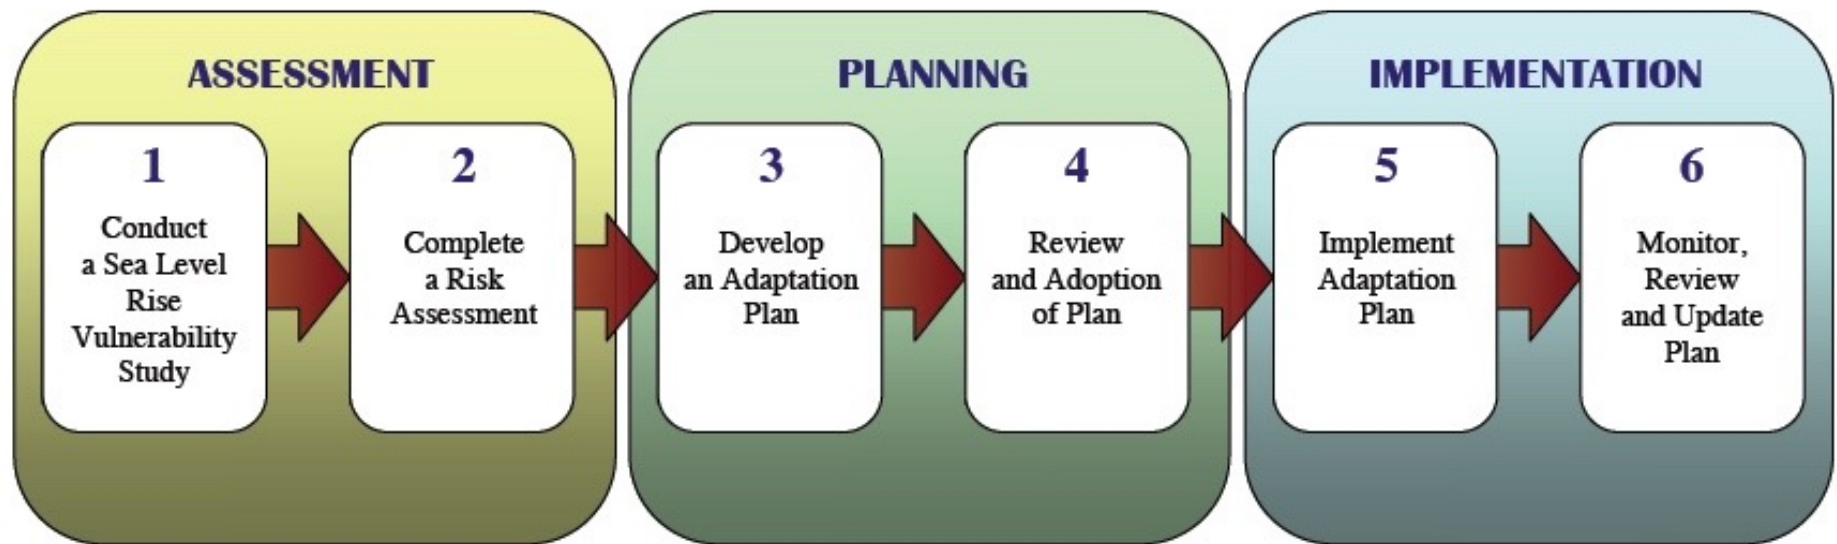 ASSESSMENT
1
Conduct
a Sea Level
Rise
Vulnerability
Study
2
Complete
a Risk
Assessment
PLANNING
3
Develop
an Adaptation
Plan
4
Review
and Adoption
of Plan
IMPLEMENTATION
5
Implement
Adaptation
Plan
6
Monitor,
Review
and Update
Plan